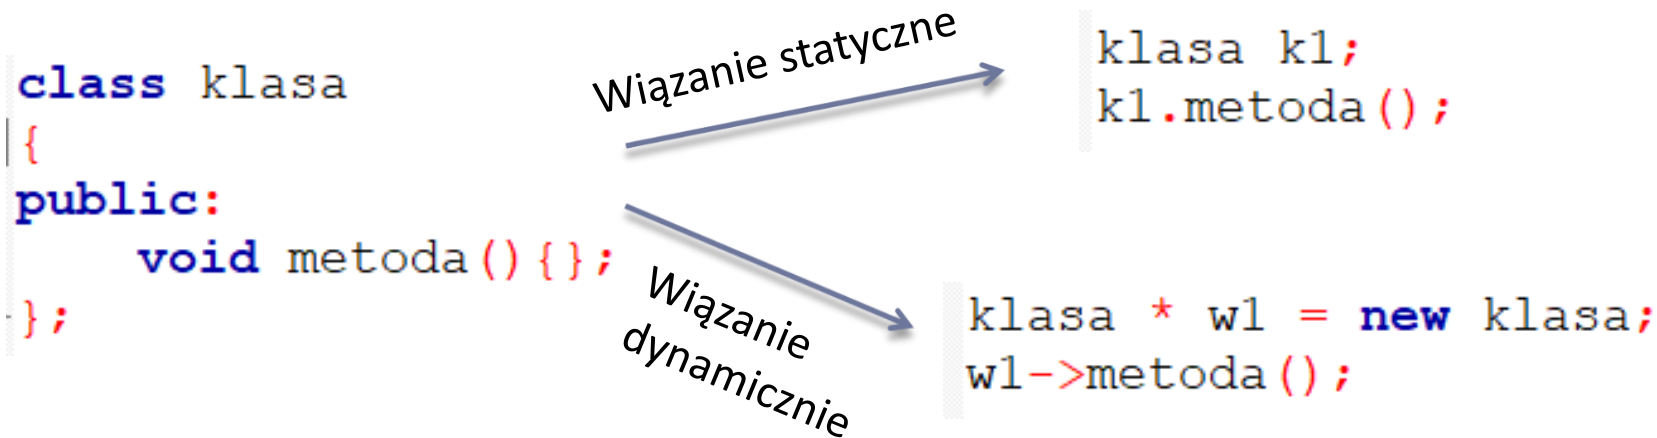 class klasa
{
public:
void metoda(){};
};
Wiązanie statyczne
klasa k1;
k1.metoda();
Wiązanie
dynamicznie
klasa * w1 = new klasa;
w1->metoda();